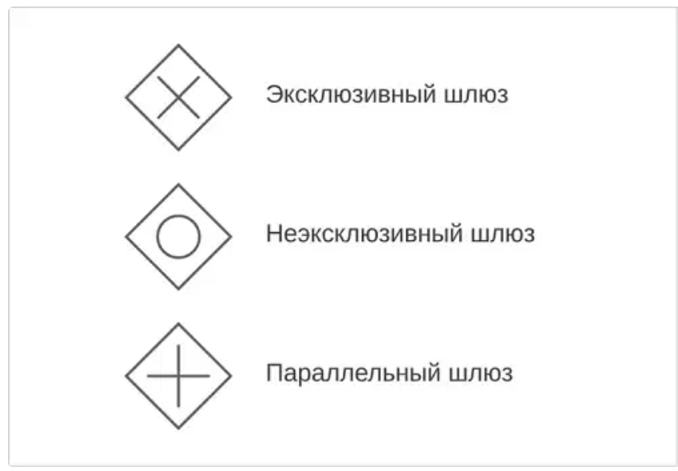 Эксклюзивный шлюз
Неэксклюзивный шлюз
Параллельный шлюз